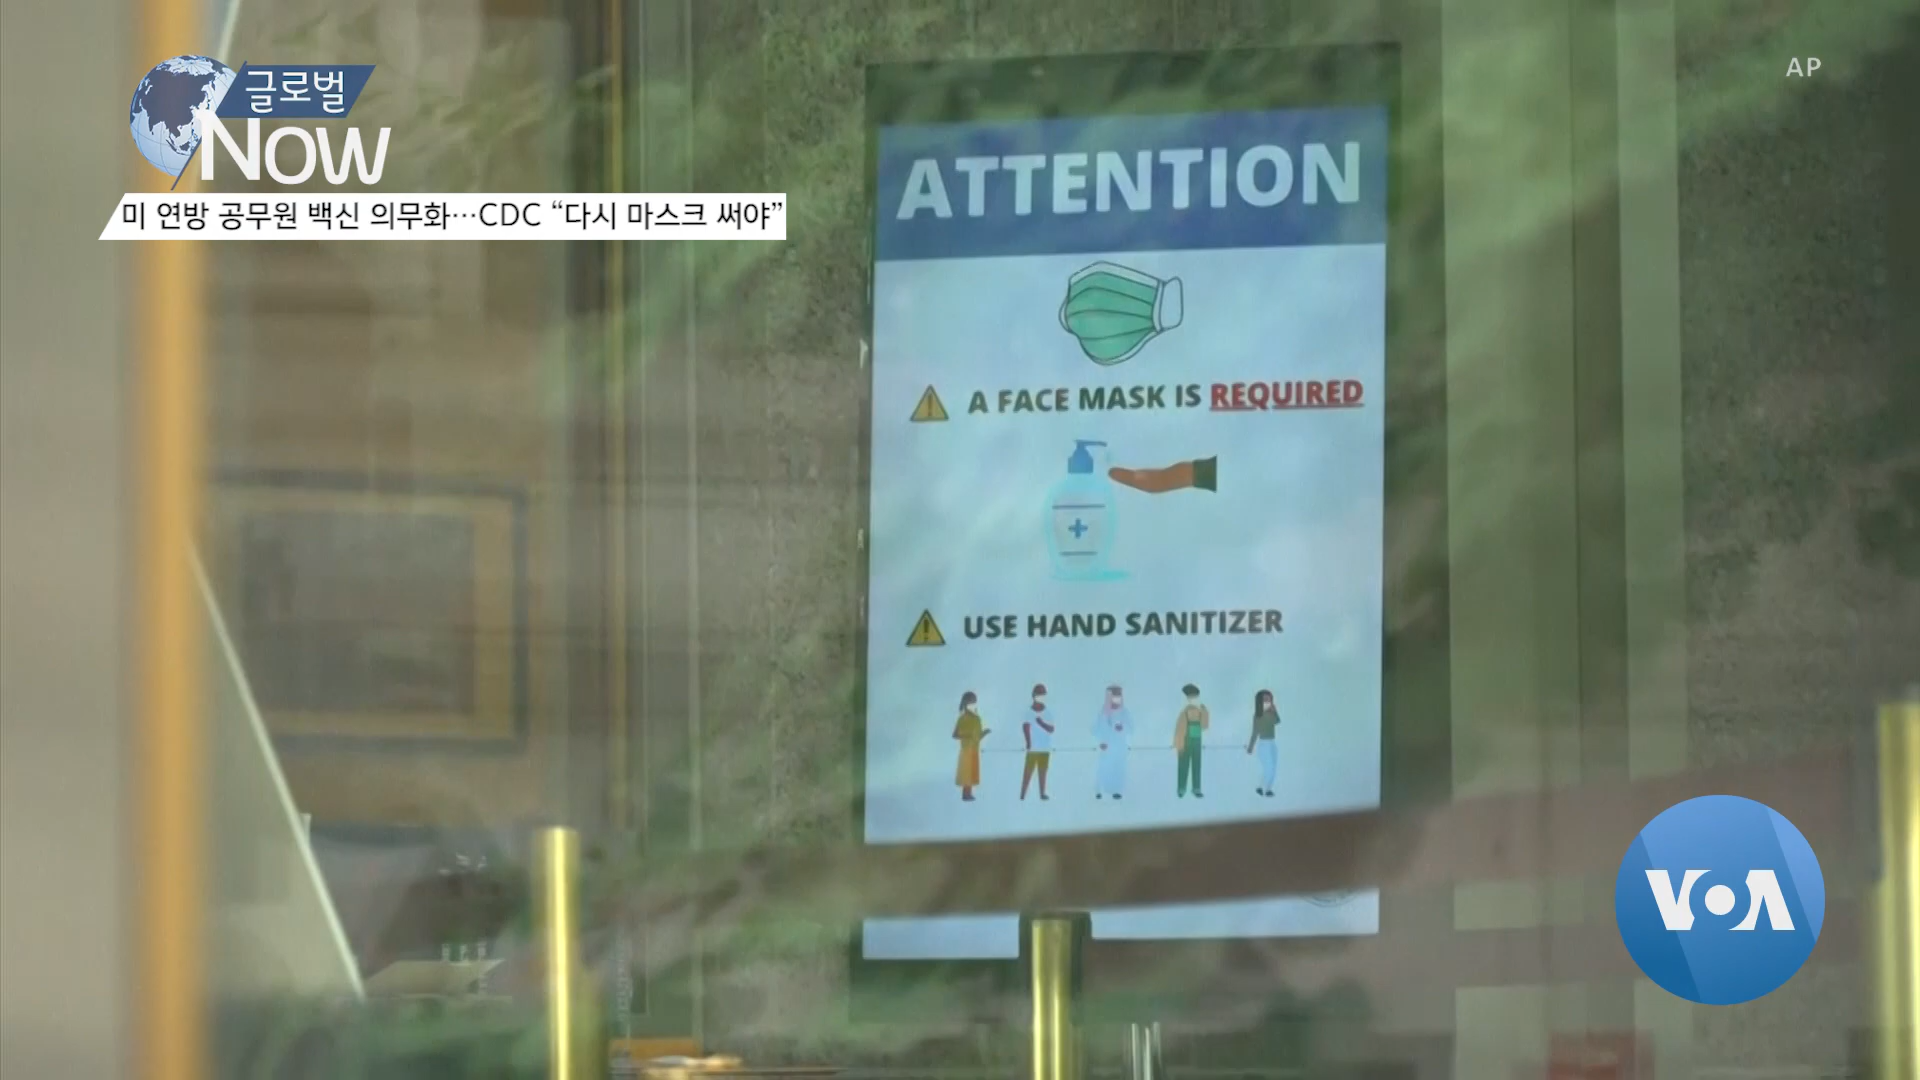 글로벌
Now
미 연방 공무원 백신 의무화…CDC “다시 마스크 써야”
AP
ATTENTION
A FACE MASK IS REQUIRED
USE HAND SANITIZER
VOA